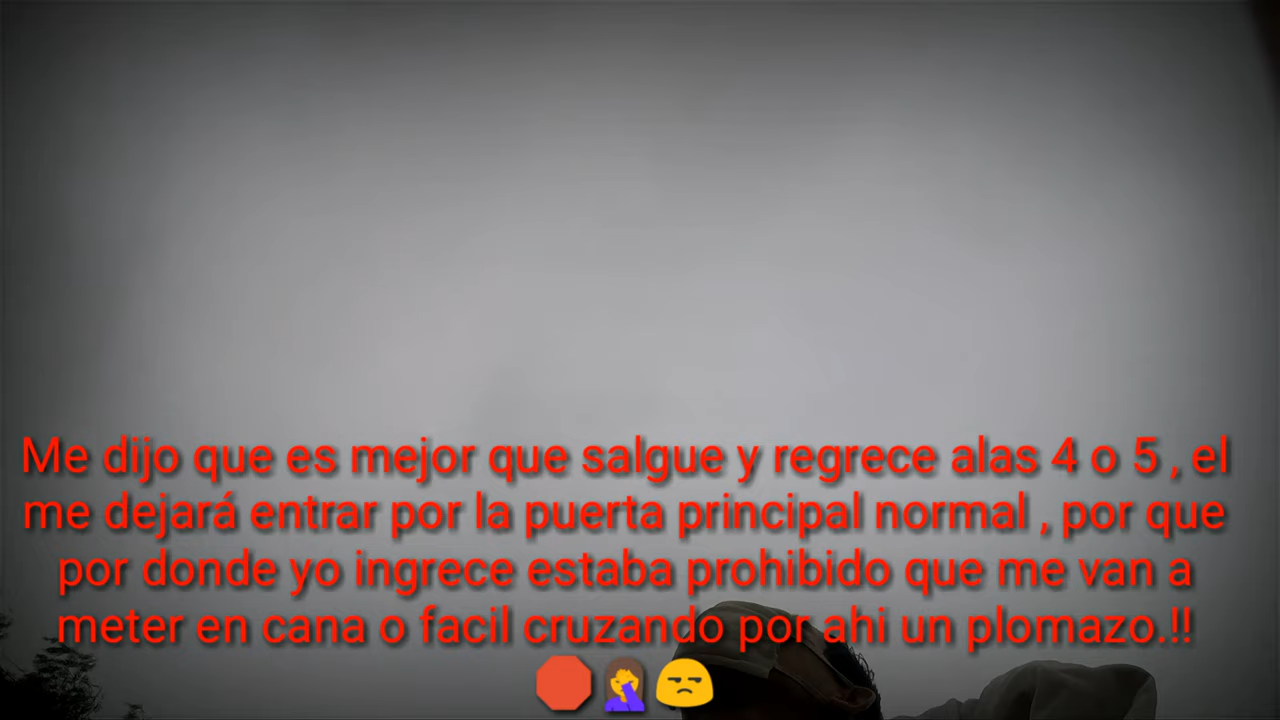 Me dijo que es mejor que salgue y regrece alas 4 o 5 , el
me dejará entrar por la puerta principal normal , por que
por donde yo ingrece estaba prohibido que me van a
meter en cana o facil cruzando por ahi un plomazo.!!
🛑🤦‍♀️😒